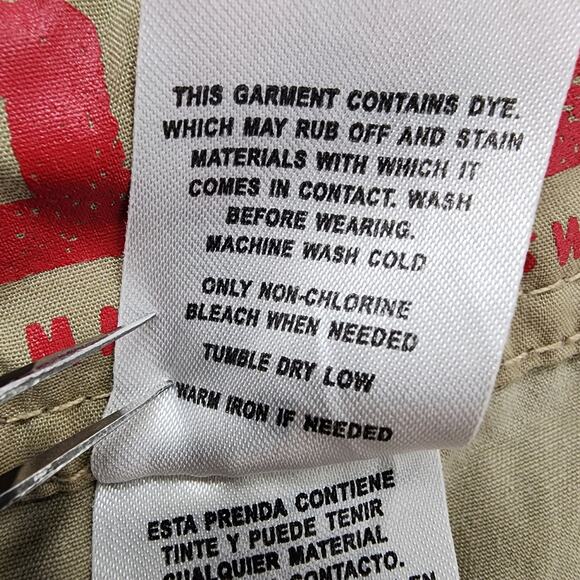 THIS GARMENT CONTAINS DYE.
WHICH MAY RUB OFF AND STAIN
MATERIALS WITH WHICH IT
COMES IN CONTACT. WASH
BEFORE WEARING.
MACHINE WASH COLD
ONLY NON-CHLORINE
BLEACH WHEN NEEDED
TUMBLE DRY LOW
WARM IRON IF NEEDED
ESTA PRENDA CONTIENE
TINTE Y PUEDE TENIR
CUALQUIER MATERIAL
CONTACTO.
EN